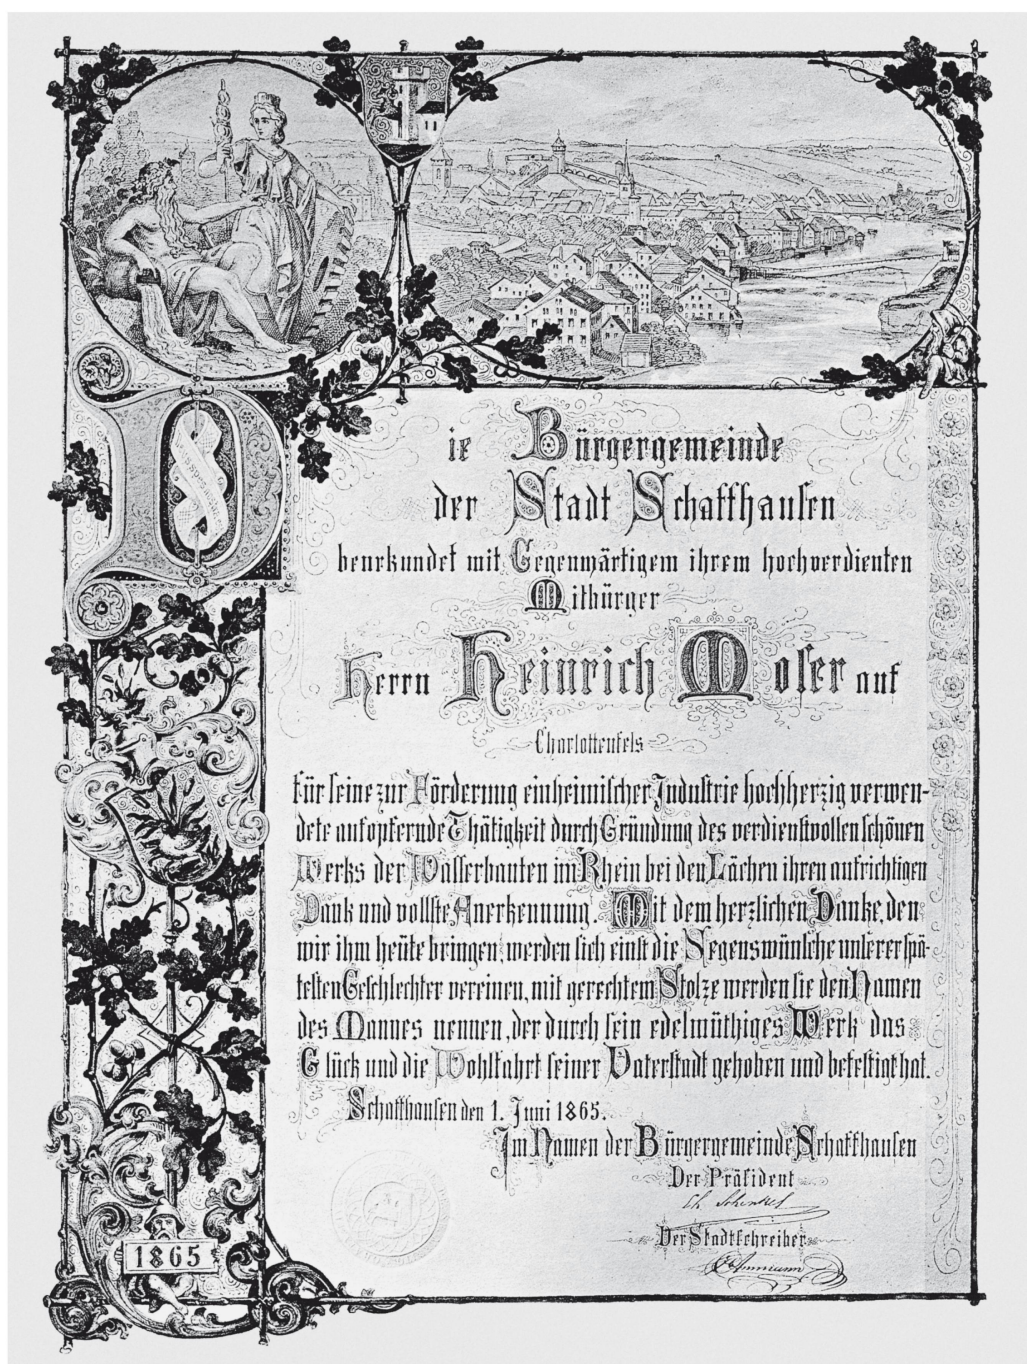 Die Bürgergemeinde
der Stadt Schaffhausen
beurkundet mit Gegenwärtigem ihrem hochverdienten
Mitbürger
Herrn Heinrich Moser auf
Charlottenfels
für seine zur Förderung einheimischer Industrie hochherzig verwen-
dete aufopfernde Thätigkeit durch Gründung des verdienstvollen schönen
Werks der Wasserbauten im Rhein bei den Lächen ihren aufrichtigen
Dank und vollste Anerkennung. Mit dem herzlichen Danke, den
wir ihm heüte bringen, werden sich einst die Segenswünsche unserer spä-
testen Geschlechter vereinen, mit gerechtem Stolze werden sie den Namen
des Mannes nennen, der durch sein edelmüthiges Werk das
Glück und die Wohlfahrt seiner Vaterstadt gehoben und befestigt hat.
Schaffhausen den 1. Juni 1865.
Im Namen der Bürgergemeinde Schaffhausen
Der Präsident
Ch. Schenkel
Der Stadtschreiber
Ammann
1865